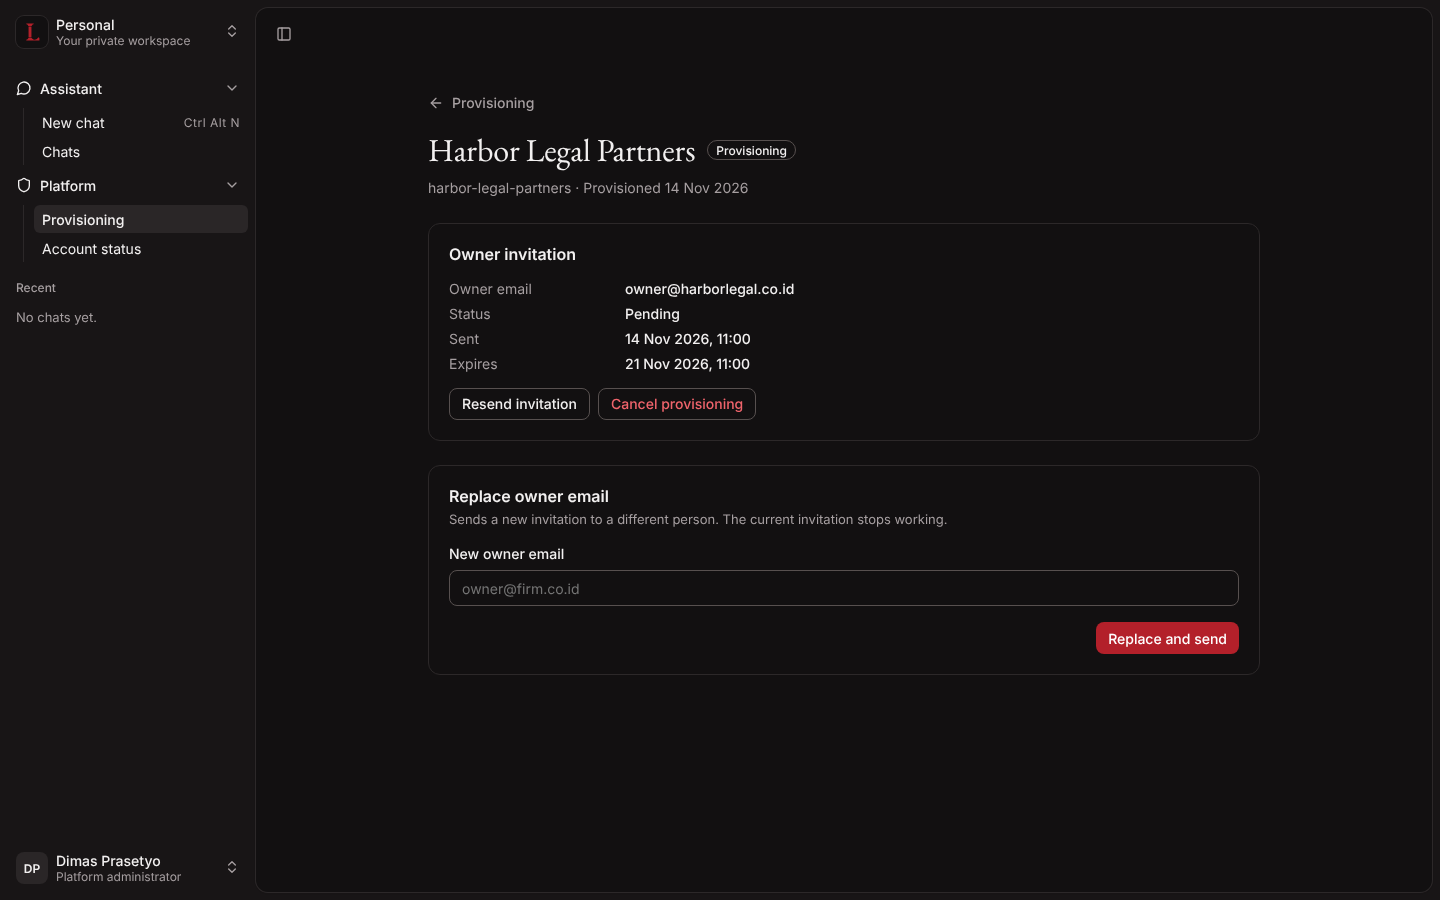 L
Personal
Your private workspace
Assistant
New chat Ctrl Alt N
Chats
Platform
Provisioning
Account status
Recent
No chats yet.
DP
Dimas Prasetyo
Platform administrator
Provisioning
Harbor Legal Partners Provisioning
harbor-legal-partners · Provisioned 14 Nov 2026
Owner invitation
Owner email owner@harborlegal.co.id
Status Pending
Sent 14 Nov 2026, 11:00
Expires 21 Nov 2026, 11:00
Resend invitation Cancel provisioning
Replace owner email
Sends a new invitation to a different person. The current invitation stops working.
New owner email
owner@firm.co.id
Replace and send